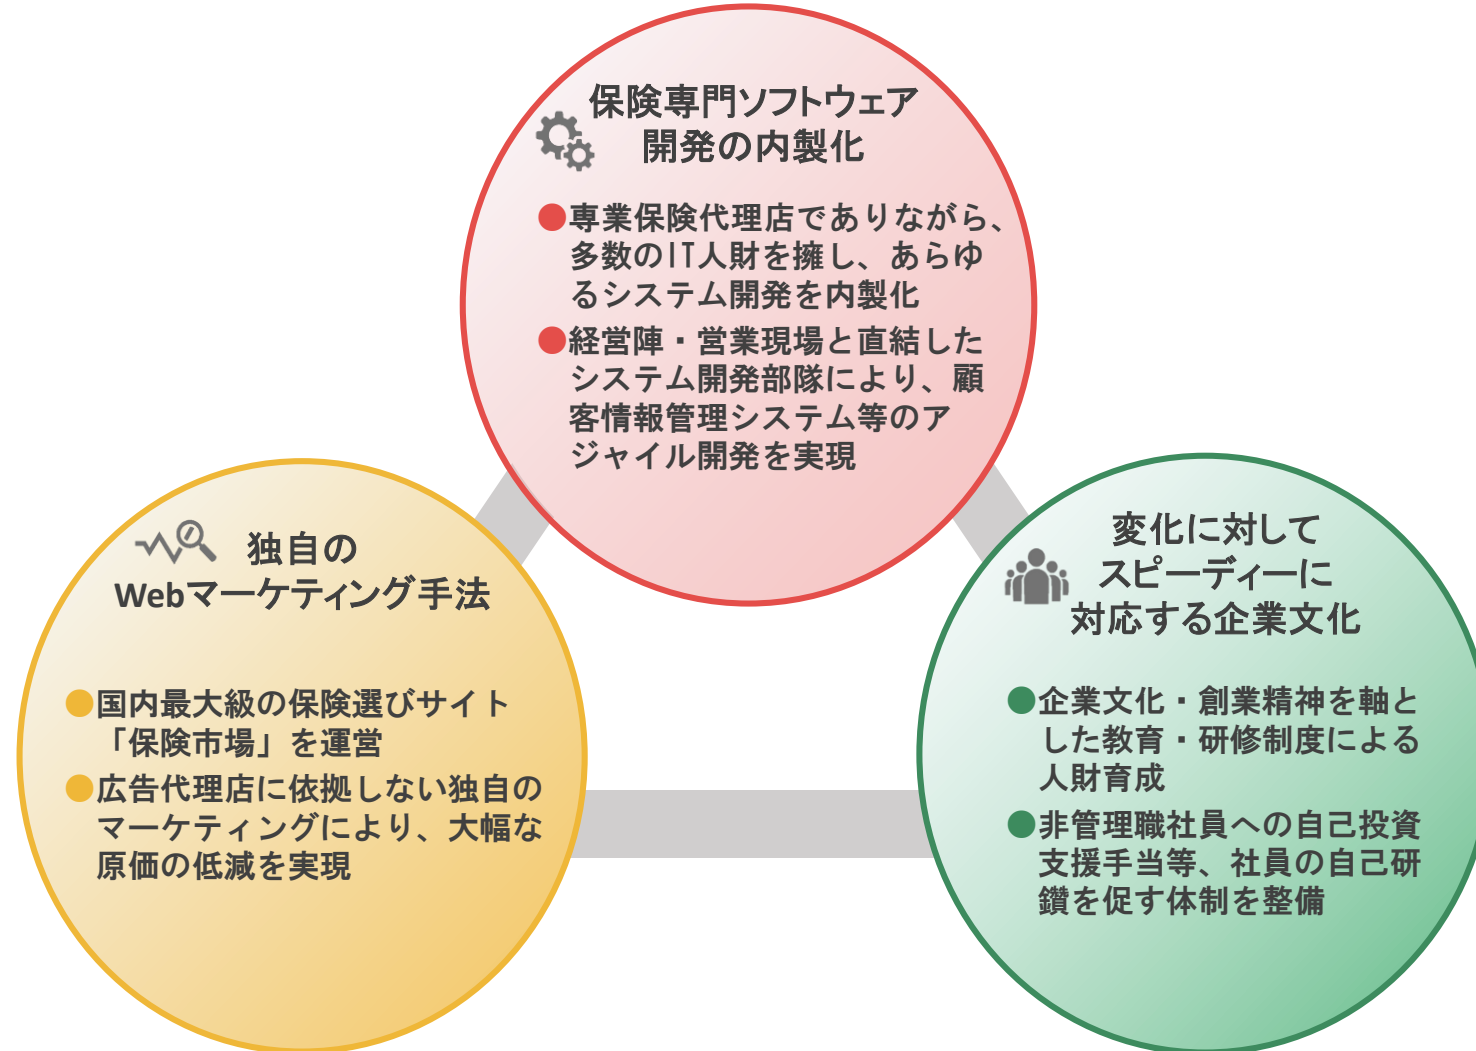 保険専門ソフトウェア
開発の内製化
●専業保険代理店でありながら、
多数のIT人財を擁し、あらゆ
るシステム開発を内製化
●経営陣・営業現場と直結した
システム開発部隊により、顧
客情報管理システム等のア
ジャイル開発を実現
独自の
Webマーケティング手法
●国内最大級の保険選びサイト
「保険市場」を運営
●広告代理店に依拠しない独自の
マーケティングにより、大幅な
原価の低減を実現
変化に対して
スピーディーに
対応する企業文化
●企業文化・創業精神を軸と
した教育・研修制度による
人財育成
●非管理職社員への自己投資
支援手当等、社員の自己研
鑽を促す体制を整備